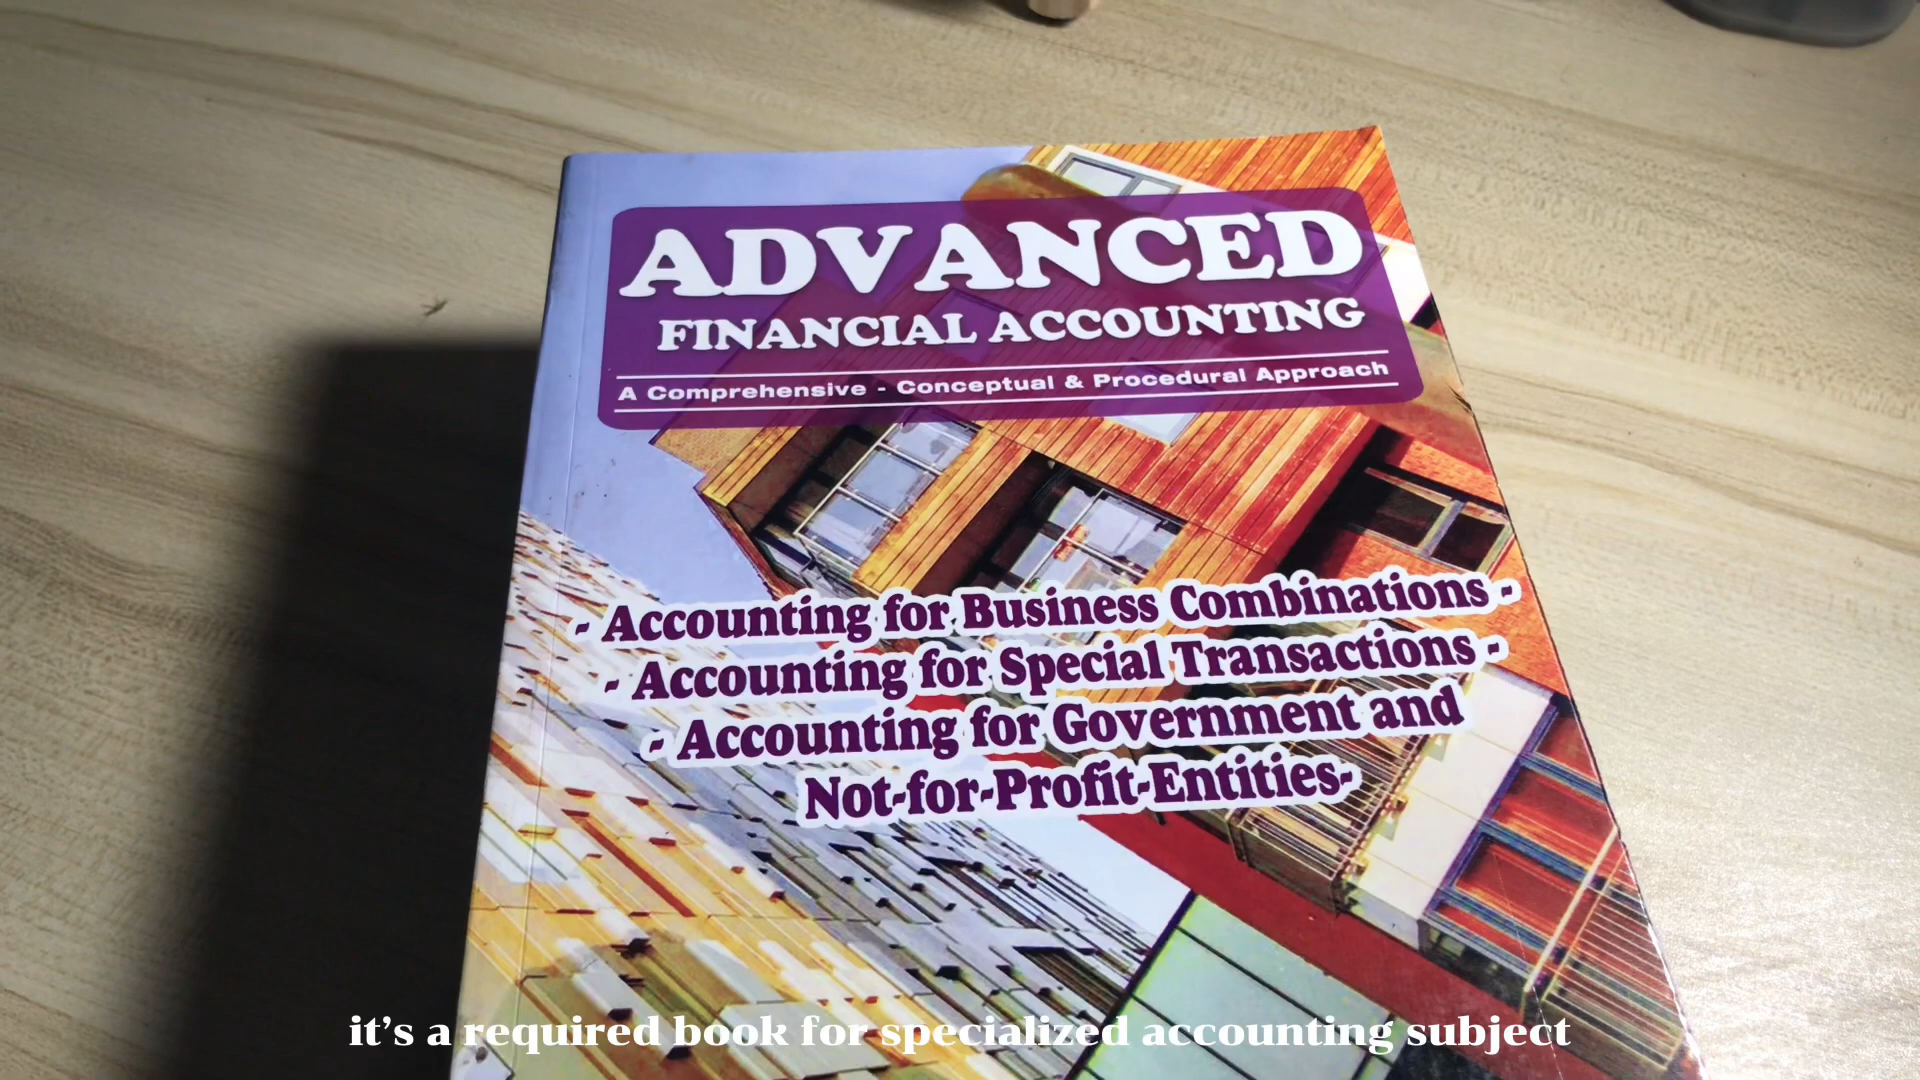 ADVANCED
FINANCIAL ACCOUNTING
A Comprehensive - Conceptual & Procedural Approach
- Accounting for Business Combinations -
- Accounting for Special Transactions -
- Accounting for Government and
Not-for-Profit-Entities-
it's a required book for specialized accounting subject